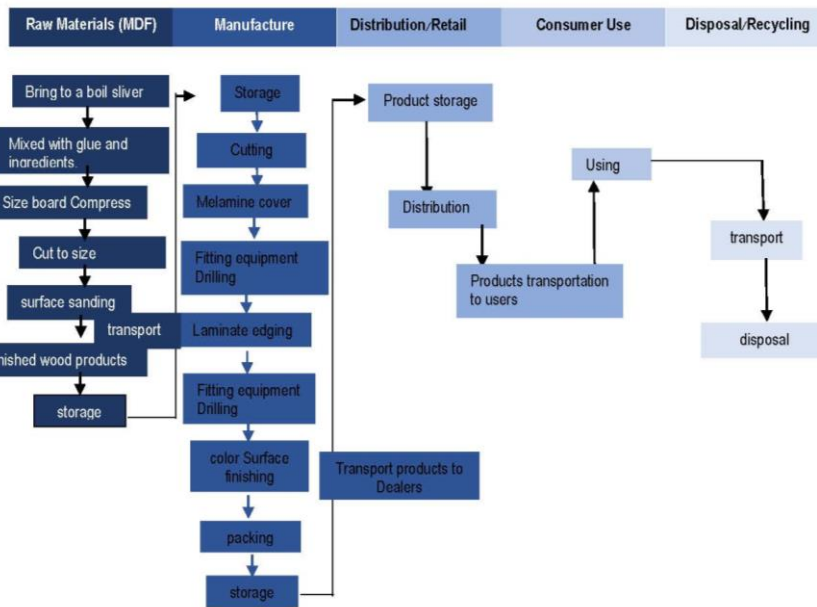 Raw Materials (MDF)
Manufacture
Distribution/Retail
Consumer Use
Disposal/Recycling
Bring to a boil sliver
Mixed with glue and
ingredients.
Size board Compress
Cut to size
surface sanding
transport
nished wood products
storage
Storage
Cutting
Melamine cover
Fitting equipment
Drilling
Laminate edging
Fitting equipment
Drilling
color Surface
finishing
packing
storage
Product storage
Distribution
Products transportation
to users
Transport products to
Dealers
Using
transport
disposal